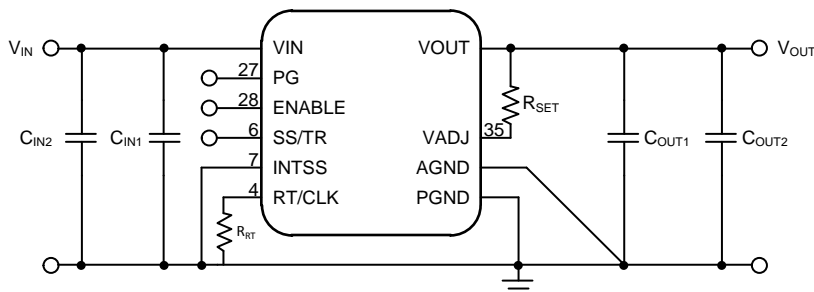 VIN VIN VOUT VOUT
27 PG
28 ENABLE RSET
6 SS/TR VADJ 35
CIN2 CIN1 COUT1 COUT2
7 INTSS AGND
4 RT/CLK PGND
RRT